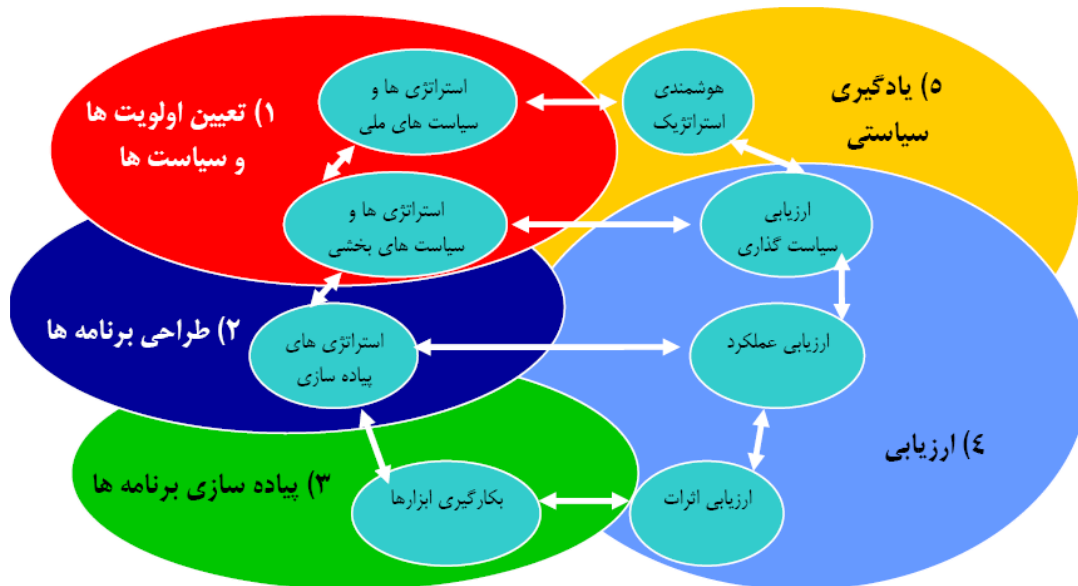 ۱) تعیین اولویت ها
و سیاست ها
استراتژی ها و
سیاست های ملی
هوشمندی
استراتژیک
۵) یادگیری
سیاستی
استراتژی ها و
سیاست های بخشی
ارزیابی
سیاست گذاری
۲) طراحی برنامه ها
استراتژی های
پیاده سازی
ارزیابی عملکرد
۴) ارزیابی
۳) پیاده سازی برنامه ها
بکارگیری ابزارها
ارزیابی اثرات